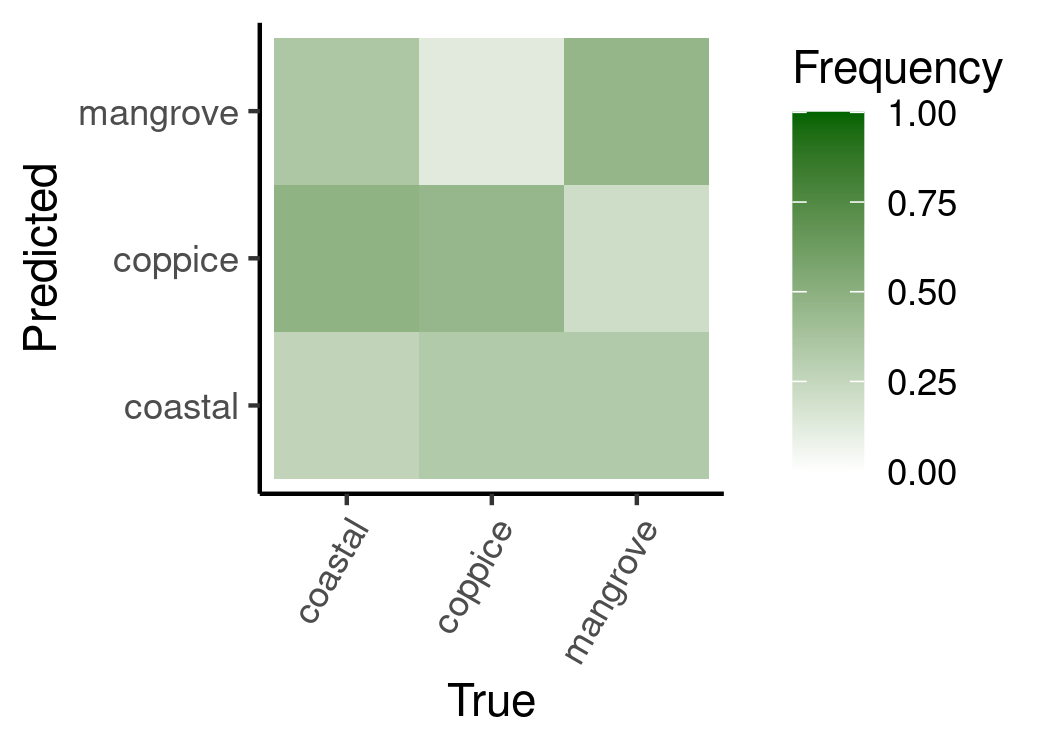 Predicted
mangrove
coppice
coastal
coastal
coppice
mangrove
True
Frequency
1.00
0.75
0.50
0.25
0.00